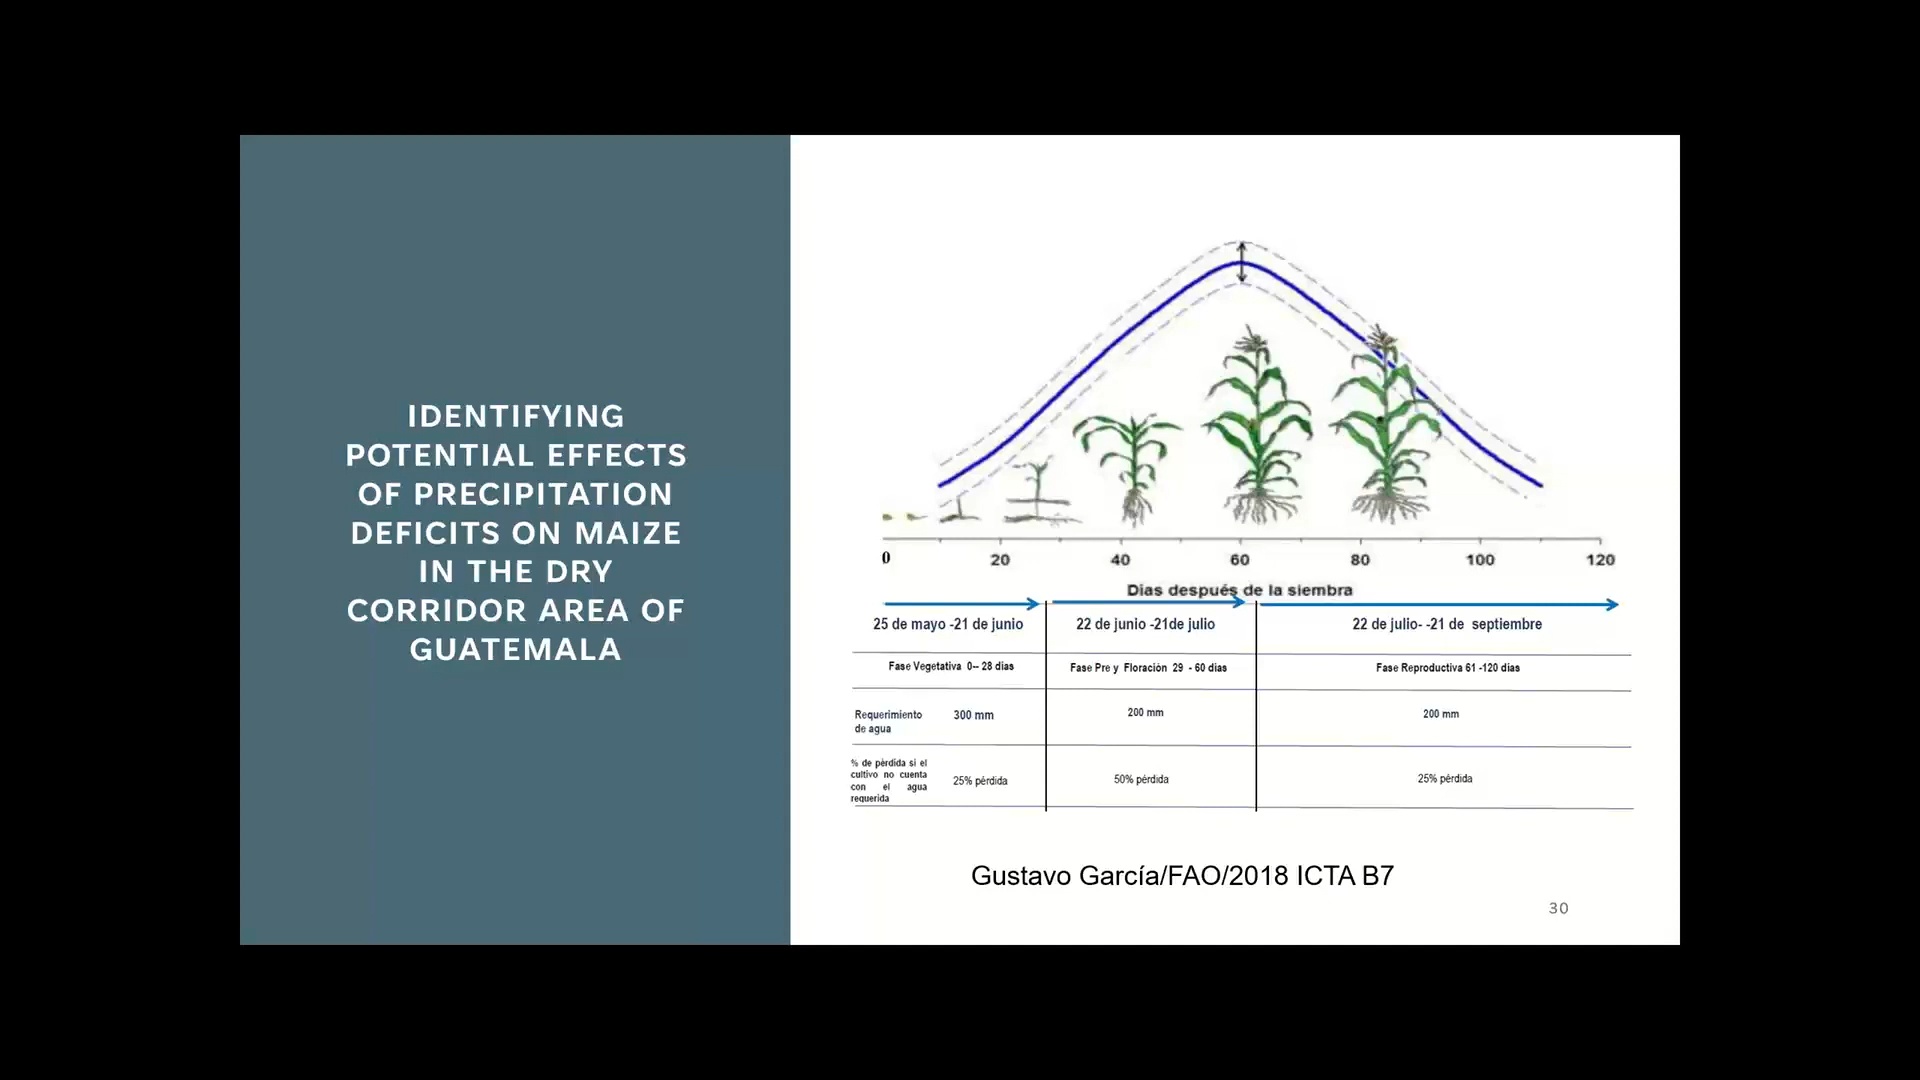 IDENTIFYING
POTENTIAL EFFECTS
OF PRECIPITATION
DEFICITS ON MAIZE
IN THE DRY
CORRIDOR AREA OF
GUATEMALA
0 20 40 60 80 100 120
Dias después de la siembra
25 de mayo -21 de junio 22 de junio -21de julio 22 de julio- -21 de septiembre
Fase Vegetativa 0-- 28 dias Fase Pre y Floración 29 - 60 dias Fase Reproductiva 61 -120 dias
Requerimiento
de agua
300 mm 200 mm 200 mm
% de pérdida si el
cultivo no cuenta
con el agua
requerida
25% pérdida 50% pérdida 25% pérdida
Gustavo García/FAO/2018 ICTA B7
30